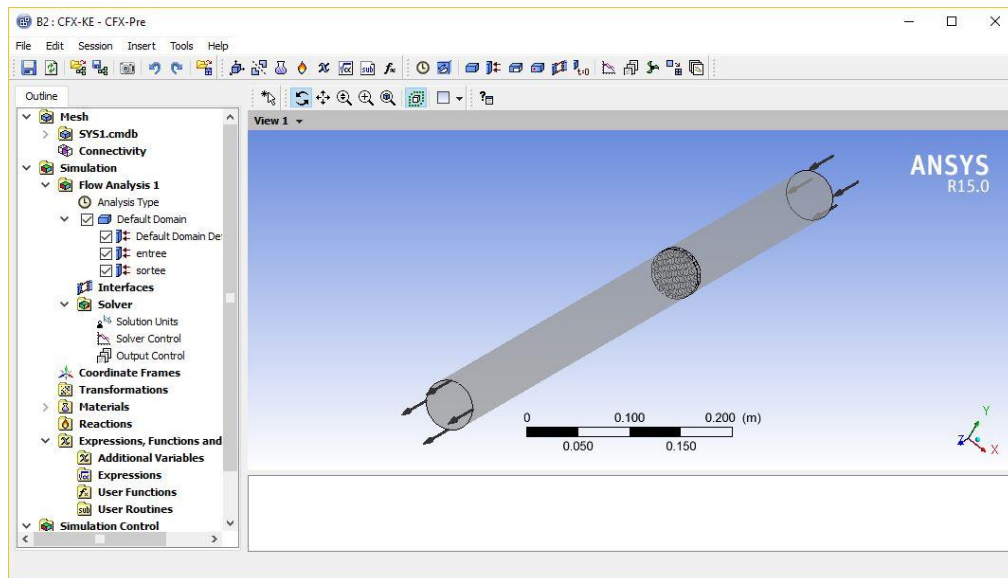 B2 : CFX-KE - CFX-Pre
File Edit Session Insert Tools Help
Outline
Mesh
SYS1.cmdb
Connectivity
Simulation
Flow Analysis 1
Analysis Type
Default Domain
Default Domain De
entree
sortee
Interfaces
Solver
Solution Units
Solver Control
Output Control
Coordinate Frames
Transformations
Materials
Reactions
Expressions, Functions and
Additional Variables
Expressions
User Functions
User Routines
Simulation Control
View 1
ANSYS
R15.0
0 0.100 0.200 (m)
0.050 0.150
Y
Z X